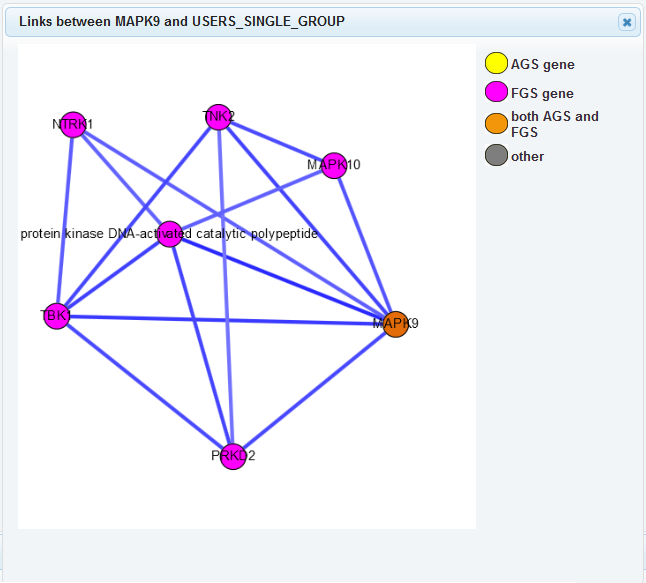 Links between MAPK9 and USERS_SINGLE_GROUP
AGS gene
FGS gene
both AGS and
FGS
other
NTRK1
TNK2
MAPK10
protein kinase DNA-activated catalytic polypeptide
TBK1
MAPK9
PRKD2